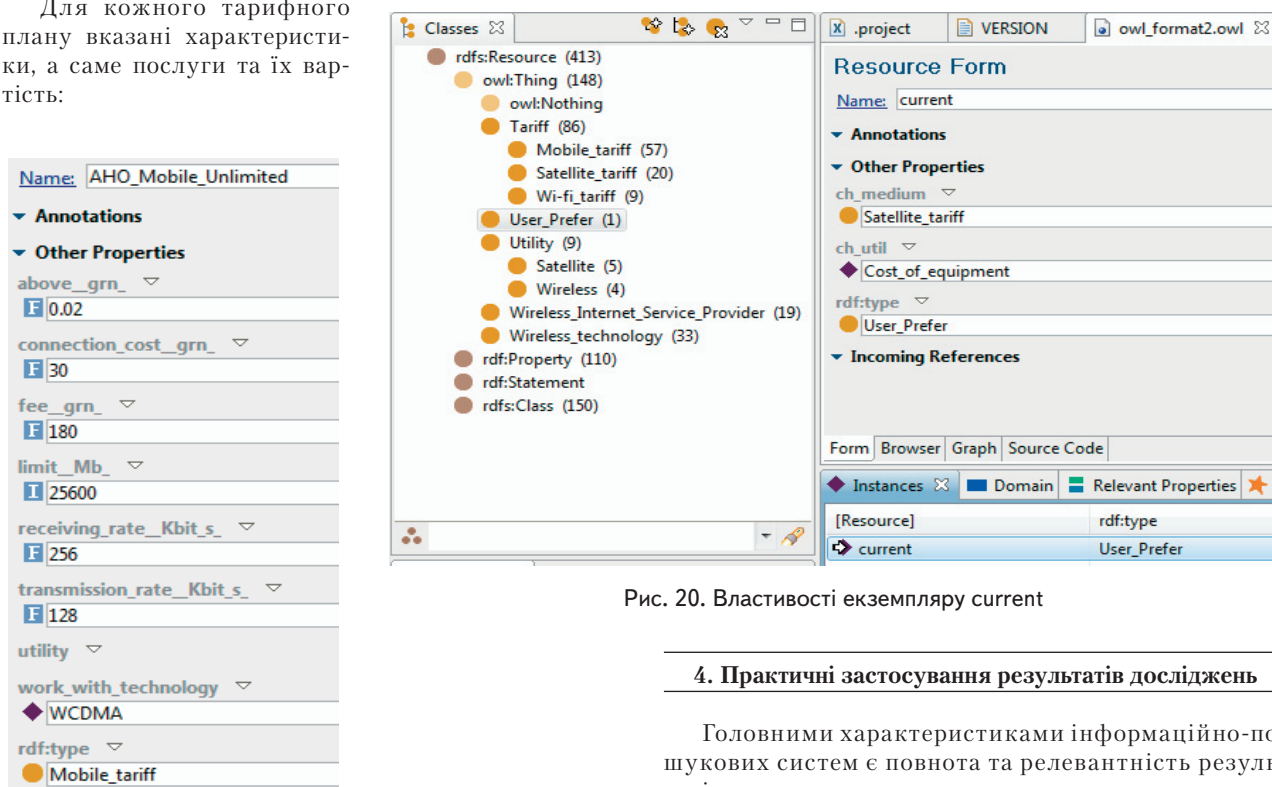 Для кожного тарифного
плану вказані характеристи-
ки, а саме послуги та їх вар-
тість:
Name: AHO_Mobile_Unlimited
Annotations
Other Properties
above__grn_
F 0.02
connection_cost__grn_
F 30
fee__grn_
F 180
limit__Mb_
I 25600
receiving_rate__Kbit_s_
F 256
transmission_rate__Kbit_s_
F 128
utility
work_with_technology
WCDMA
rdf:type
Mobile_tariff
Classes
rdfs:Resource (413)
owl:Thing (148)
owl:Nothing
Tariff (86)
Mobile_tariff (57)
Satellite_tariff (20)
Wi-fi_tariff (9)
User_Prefer (1)
Utility (9)
Satellite (5)
Wireless (4)
Wireless_Internet_Service_Provider (19)
Wireless_technology (33)
rdf:Property (110)
rdf:Statement
rdfs:Class (150)
.project VERSION owl_format2.owl
Resource Form
Name: current
Annotations
Other Properties
ch_medium
Satellite_tariff
ch_util
Cost_of_equipment
rdf:type
User_Prefer
Incoming References
Form Browser Graph Source Code
Instances Domain Relevant Properties
[Resource] rdf:type
current User_Prefer
Рис. 20. Властивості екземпляру current
4. Практичні застосування результатів досліджень
Головними характеристиками інформаційно-по
шукових систем є повнота та релевантність резуль